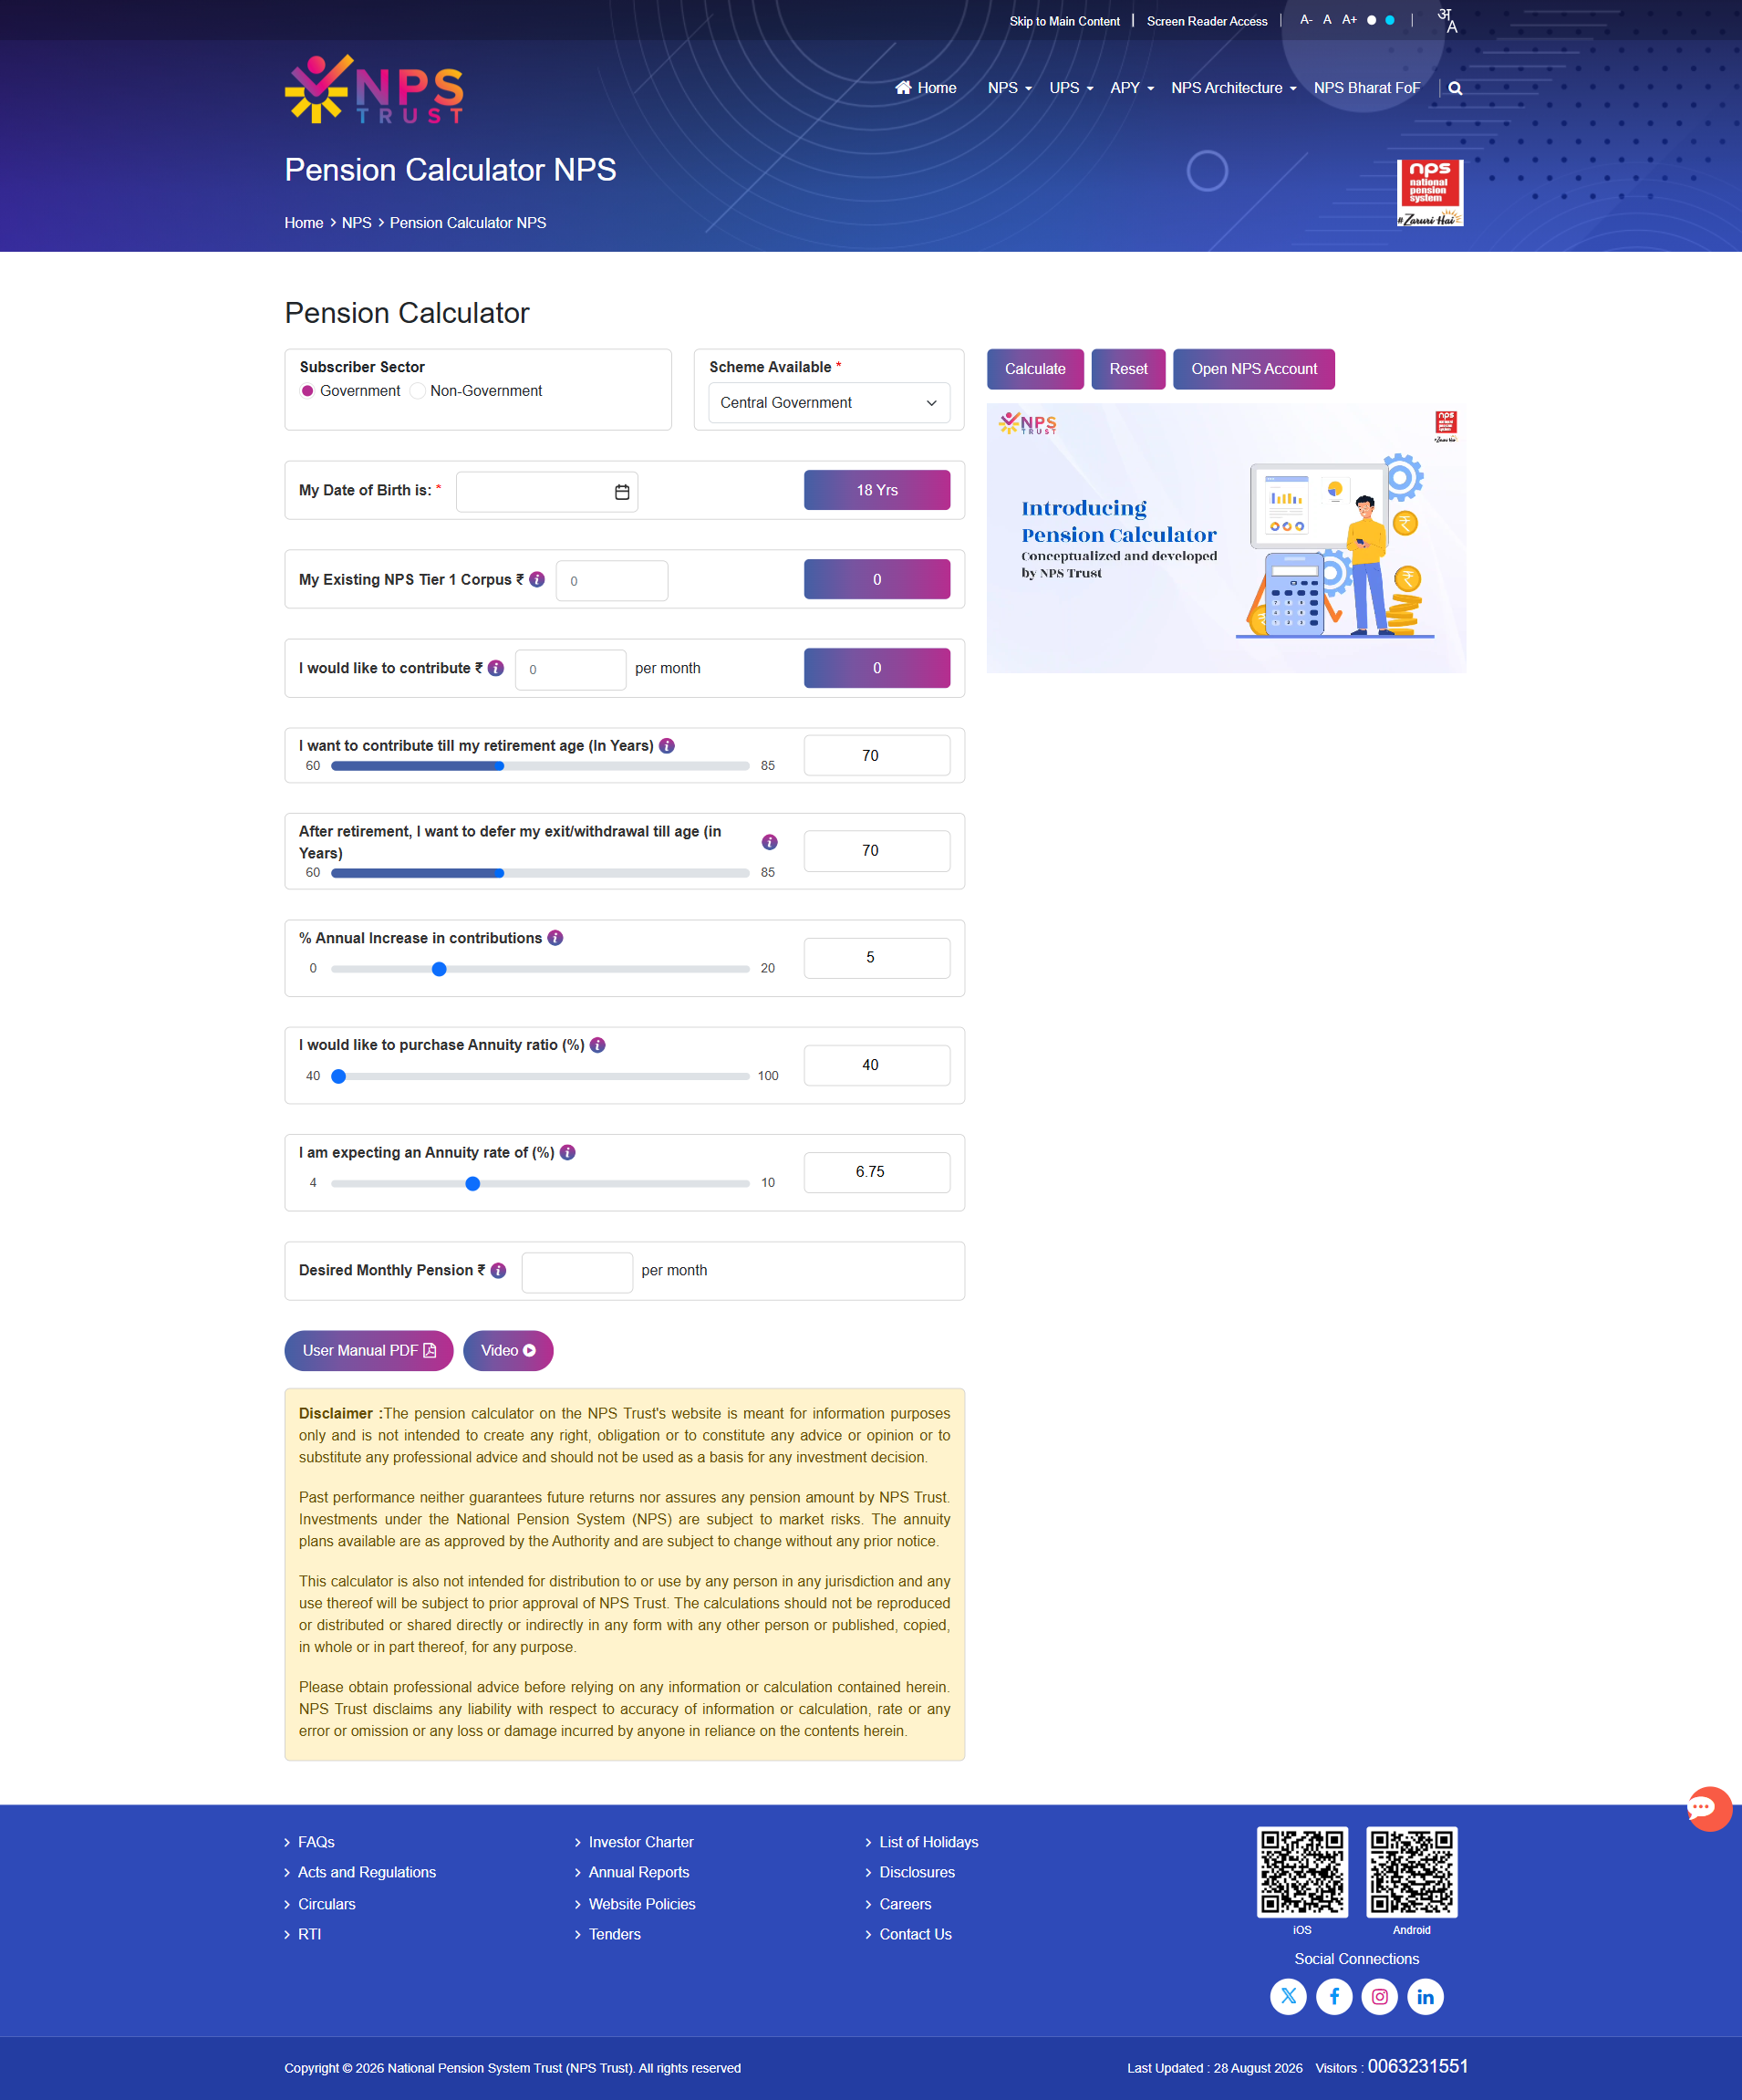 Skip to Main Content | Screen Reader Access | A- A A+ | अ A
NPS TRUST
Home NPS UPS APY NPS Architecture NPS Bharat FoF
Pension Calculator NPS
nps
national
pension
system
#Zaruri Hai
Home > NPS > Pension Calculator NPS
Pension Calculator
Subscriber Sector
Government Non-Government
Scheme Available *
Central Government
Calculate Reset Open NPS Account
My Date of Birth is: * 18 Yrs
My Existing NPS Tier 1 Corpus ₹ i 0 0
I would like to contribute ₹ i 0 per month 0
I want to contribute till my retirement age (In Years) i
60 85 70
After retirement, I want to defer my exit/withdrawal till age (in
Years) i
60 85 70
% Annual Increase in contributions i
0 20 5
I would like to purchase Annuity ratio (%) i
40 100 40
I am expecting an Annuity rate of (%) i
4 10 6.75
Desired Monthly Pension ₹ i per month
NPS TRUST
Introducing
Pension Calculator
Conceptualized and developed
by NPS Trust
User Manual PDF Video
Disclaimer :The pension calculator on the NPS Trust's website is meant for information purposes
only and is not intended to create any right, obligation or to constitute any advice or opinion or to
substitute any professional advice and should not be used as a basis for any investment decision.
Past performance neither guarantees future returns nor assures any pension amount by NPS Trust.
Investments under the National Pension System (NPS) are subject to market risks. The annuity
plans available are as approved by the Authority and are subject to change without any prior notice.
This calculator is also not intended for distribution to or use by any person in any jurisdiction and any
use thereof will be subject to prior approval of NPS Trust. The calculations should not be reproduced
or distributed or shared directly or indirectly in any form with any other person or published, copied,
in whole or in part thereof, for any purpose.
Please obtain professional advice before relying on any information or calculation contained herein.
NPS Trust disclaims any liability with respect to accuracy of information or calculation, rate or any
error or omission or any loss or damage incurred by anyone in reliance on the contents herein.
FAQs
Acts and Regulations
Circulars
RTI
Investor Charter
Annual Reports
Website Policies
Tenders
List of Holidays
Disclosures
Careers
Contact Us
iOS Android
Social Connections
Copyright © 2026 National Pension System Trust (NPS Trust). All rights reserved
Last Updated : 28 August 2026 Visitors : 0063231551